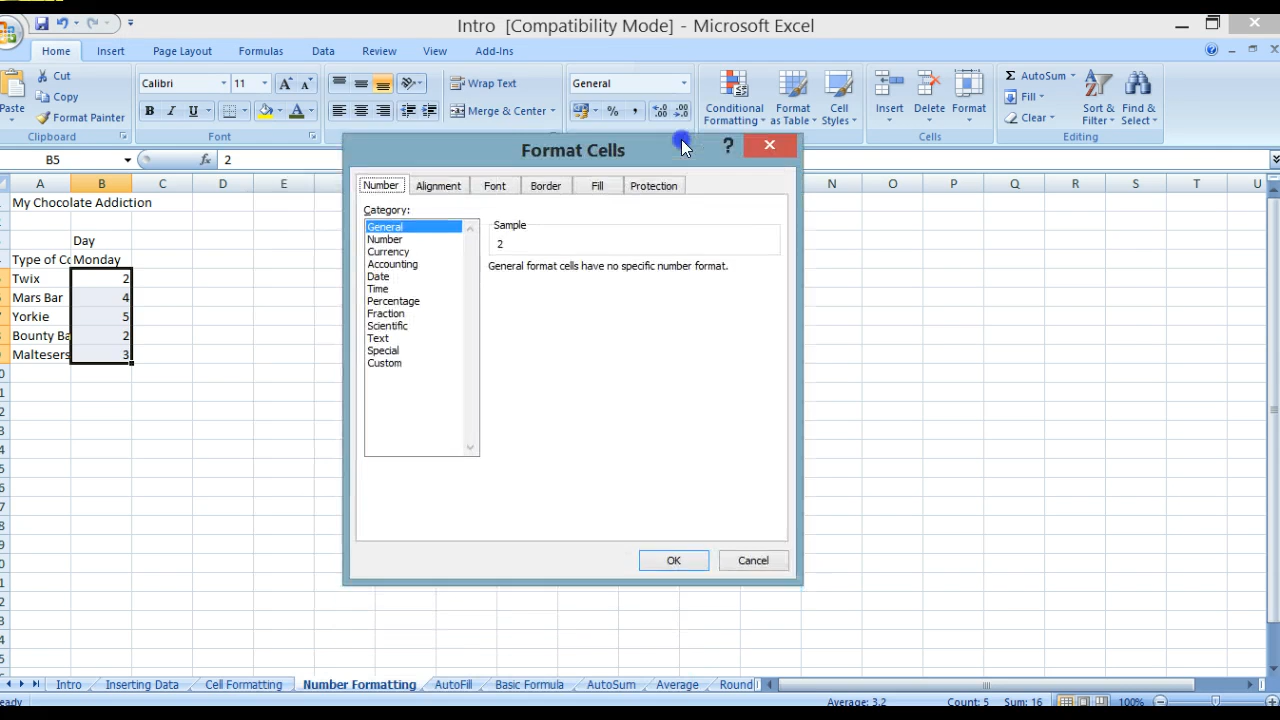 Intro [Compatibility Mode] - Microsoft Excel
Home Insert Page Layout Formulas Data Review View Add-Ins
Cut
Copy
Format Painter
Paste
Clipboard
Calibri 11
B I U A
Font
Wrap Text
Merge & Center
General
% ,
Conditional Formatting
Format as Table
Cell Styles
Insert Delete Format
Cells
Σ AutoSum
Fill
Clear
Sort & Filter
Find & Select
Editing
B5 fx 2
A B C D E N O P Q R S T U
My Chocolate Addiction
Day
Type of Co Monday
Twix 2
Mars Bar 4
Yorkie 5
Bounty Ba 2
Maltesers 3
Format Cells
?
Number Alignment Font Border Fill Protection
Category:
General
Number
Currency
Accounting
Date
Time
Percentage
Fraction
Scientific
Text
Special
Custom
Sample
2
General format cells have no specific number format.
OK Cancel
Intro Inserting Data Cell Formatting Number Formatting AutoFill Basic Formula AutoSum Average Round
eady Average: 3.2 Count: 5 Sum: 16 100%